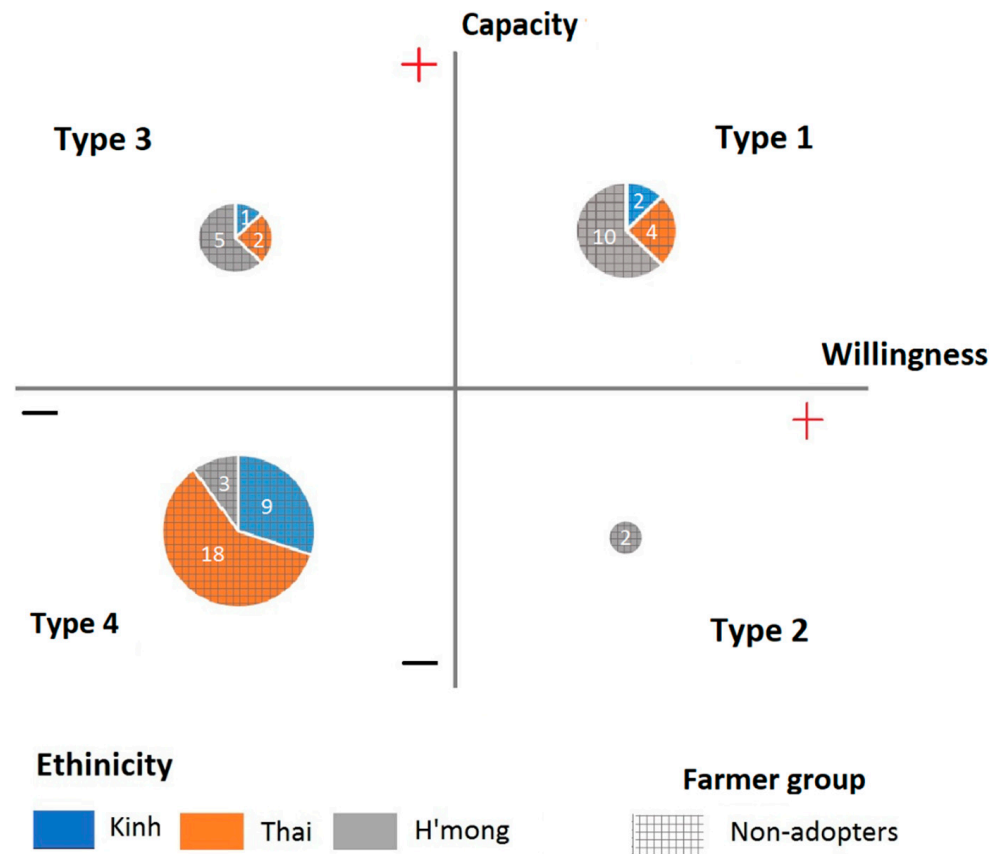 Capacity
+
Type 3
Type 1
1
2
5
2
10
4
Willingness
—
+
3
9
18
2
Type 4
Type 2
—
Ethinicity
Farmer group
Kinh
Thai
H'mong
Non-adopters